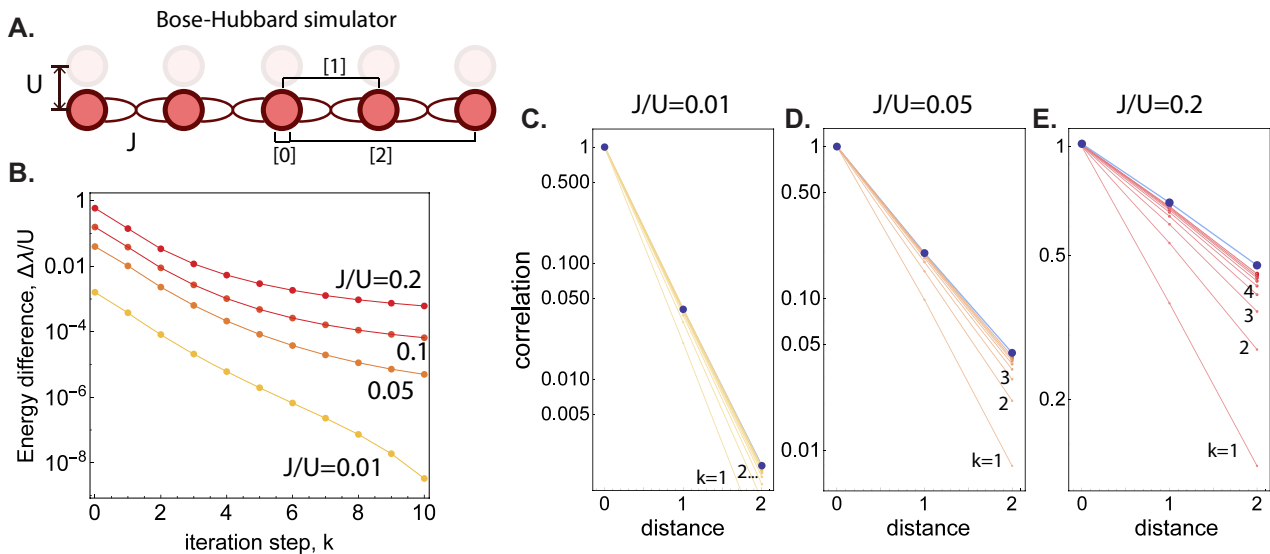 Bose-Hubbard simulator
A.
U
J
[1]
[0]
[2]
B.
Energy difference, Δλ/U
1
0.01
10⁻⁴
10⁻⁶
10⁻⁸
J/U=0.2
0.1
0.05
J/U=0.01
0 2 4 6 8 10
iteration step, k
C.
J/U=0.01
correlation
1
0.500
0.100
0.050
0.010
0.005
k=1
2...
0 1 2
distance
D.
J/U=0.05
1
0.50
0.10
0.05
0.01
3
2
k=1
0 1 2
distance
E.
J/U=0.2
1
0.5
0.2
4
3
2
k=1
0 1 2
distance